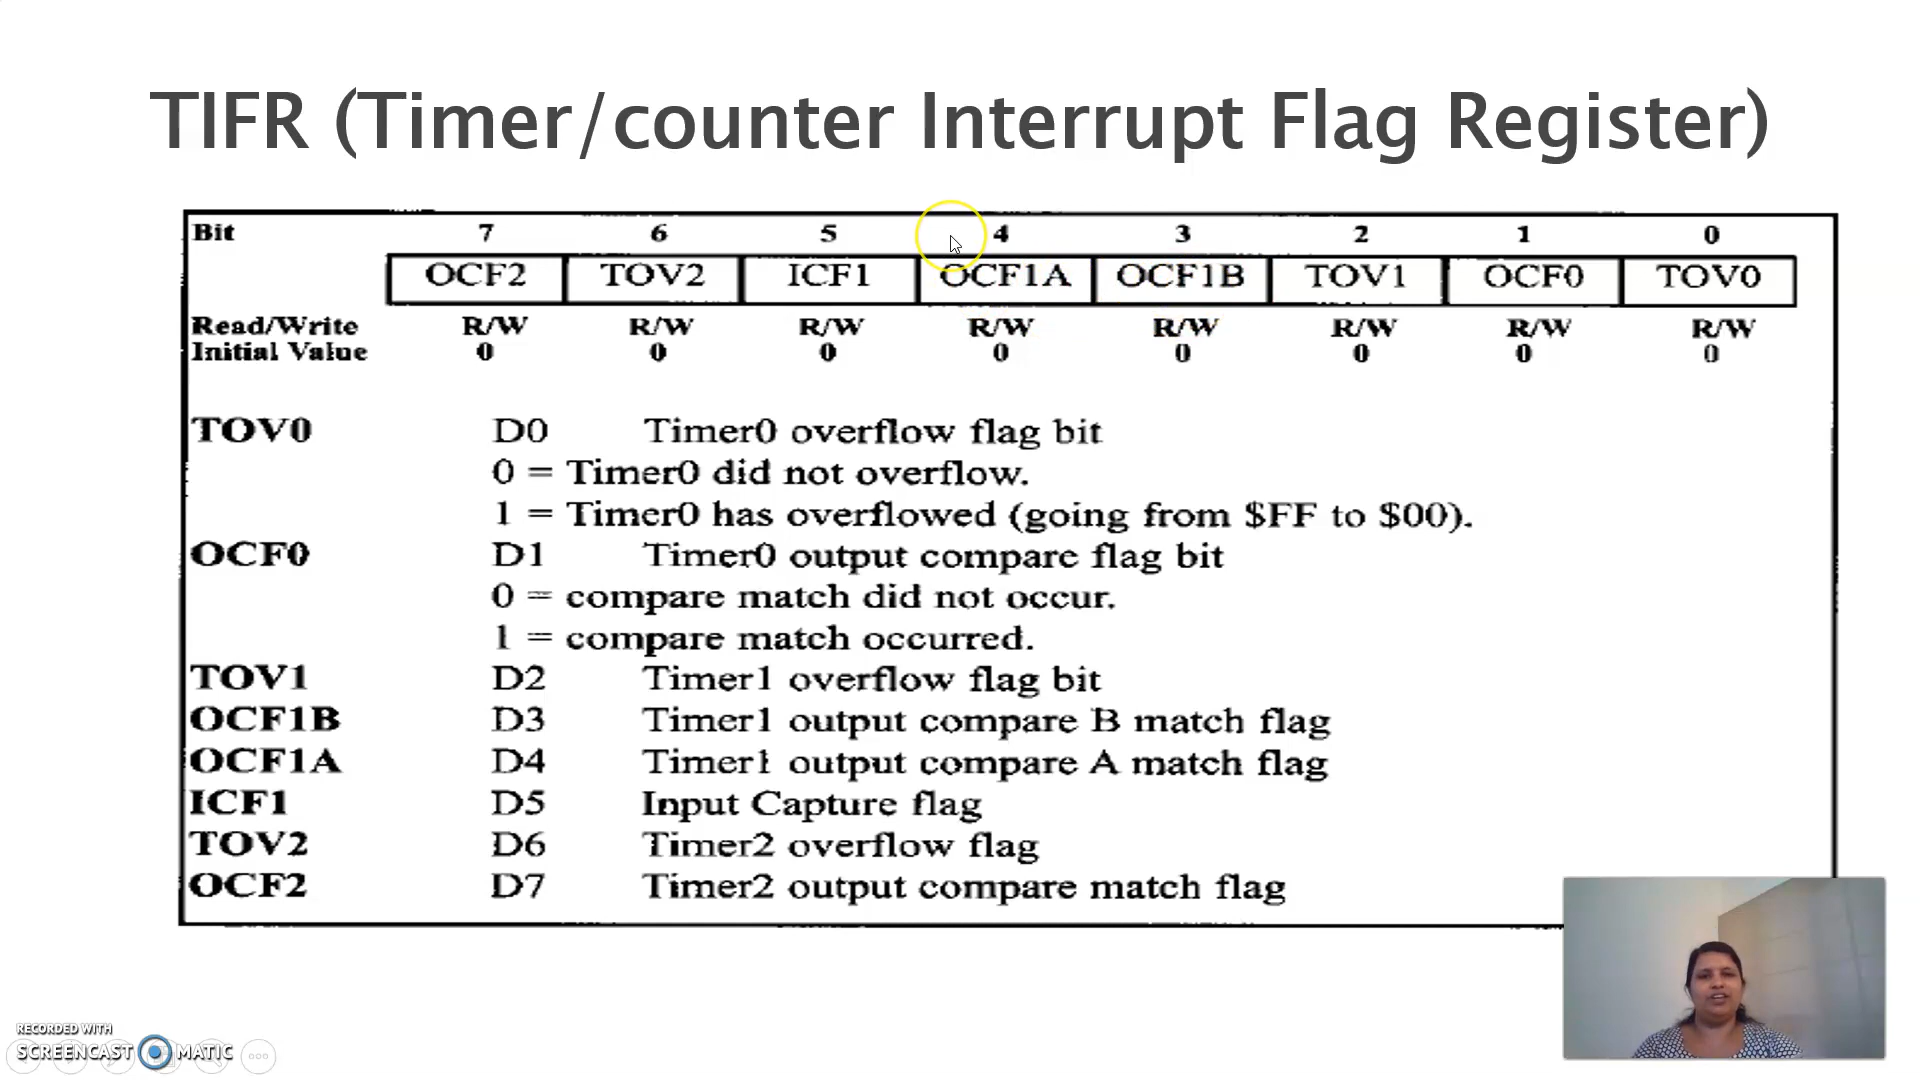 TIFR (Timer/counter Interrupt Flag Register)
Bit 7 6 5 4 3 2 1 0
OCF2 TOV2 ICF1 OCF1A OCF1B TOV1 OCF0 TOV0
Read/Write R/W R/W R/W R/W R/W R/W R/W R/W
Initial Value 0 0 0 0 0 0 0 0
TOV0 D0 Timer0 overflow flag bit
0 = Timer0 did not overflow.
1 = Timer0 has overflowed (going from $FF to $00).
OCF0 D1 Timer0 output compare flag bit
0 = compare match did not occur.
1 = compare match occurred.
TOV1 D2 Timer1 overflow flag bit
OCF1B D3 Timer1 output compare B match flag
OCF1A D4 Timer1 output compare A match flag
ICF1 D5 Input Capture flag
TOV2 D6 Timer2 overflow flag
OCF2 D7 Timer2 output compare match flag
RECORDED WITH
SCREENCAST MATIC